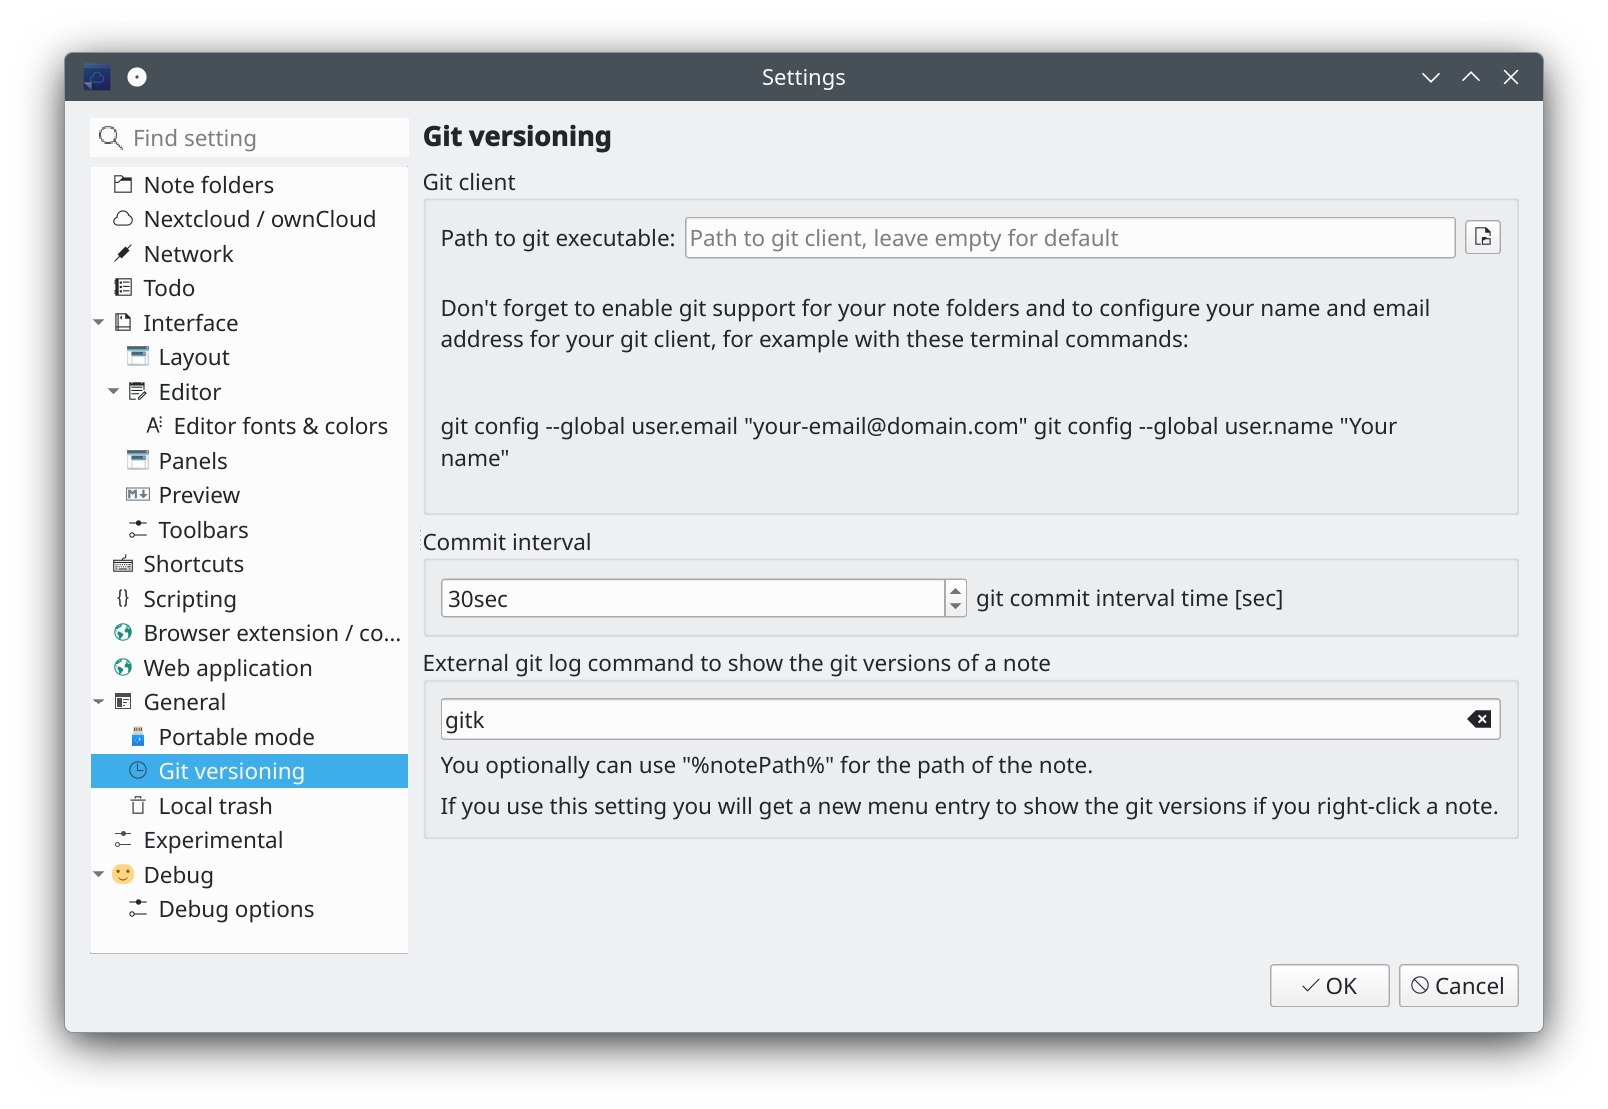 Settings
Find setting
Note folders
Nextcloud / ownCloud
Network
Todo
Interface
Layout
Editor
Editor fonts & colors
Panels
Preview
Toolbars
Shortcuts
Scripting
Browser extension / co...
Web application
General
Portable mode
Git versioning
Local trash
Experimental
Debug
Debug options
Git versioning
Git client
Path to git executable: Path to git client, leave empty for default
Don't forget to enable git support for your note folders and to configure your name and email
address for your git client, for example with these terminal commands:
git config --global user.email "your-email@domain.com" git config --global user.name "Your
name"
Commit interval
30sec git commit interval time [sec]
External git log command to show the git versions of a note
gitk
You optionally can use "%notePath%" for the path of the note.
If you use this setting you will get a new menu entry to show the git versions if you right-click a note.
OK Cancel